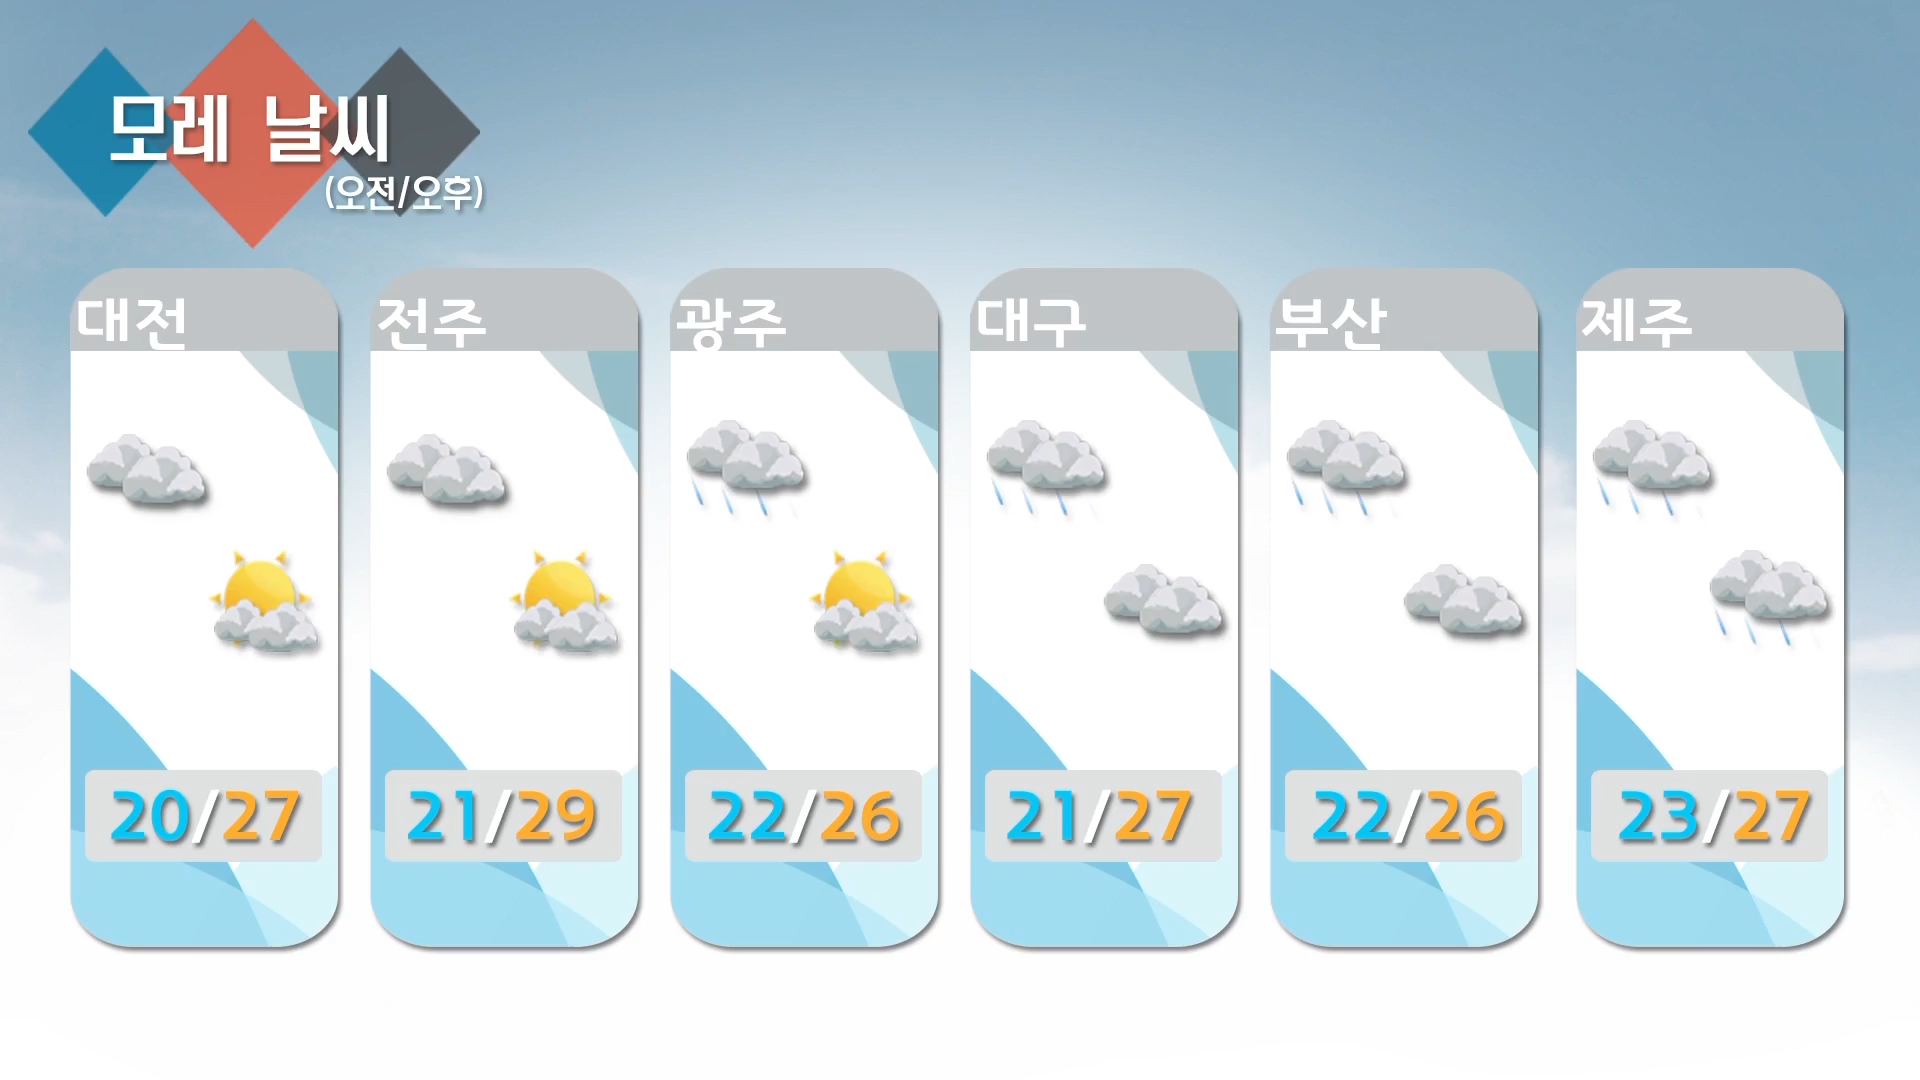 모레 날씨
(오전/오후)
대전 전주 광주 대구 부산 제주
20/27 21/29 22/26 21/27 22/26 23/27